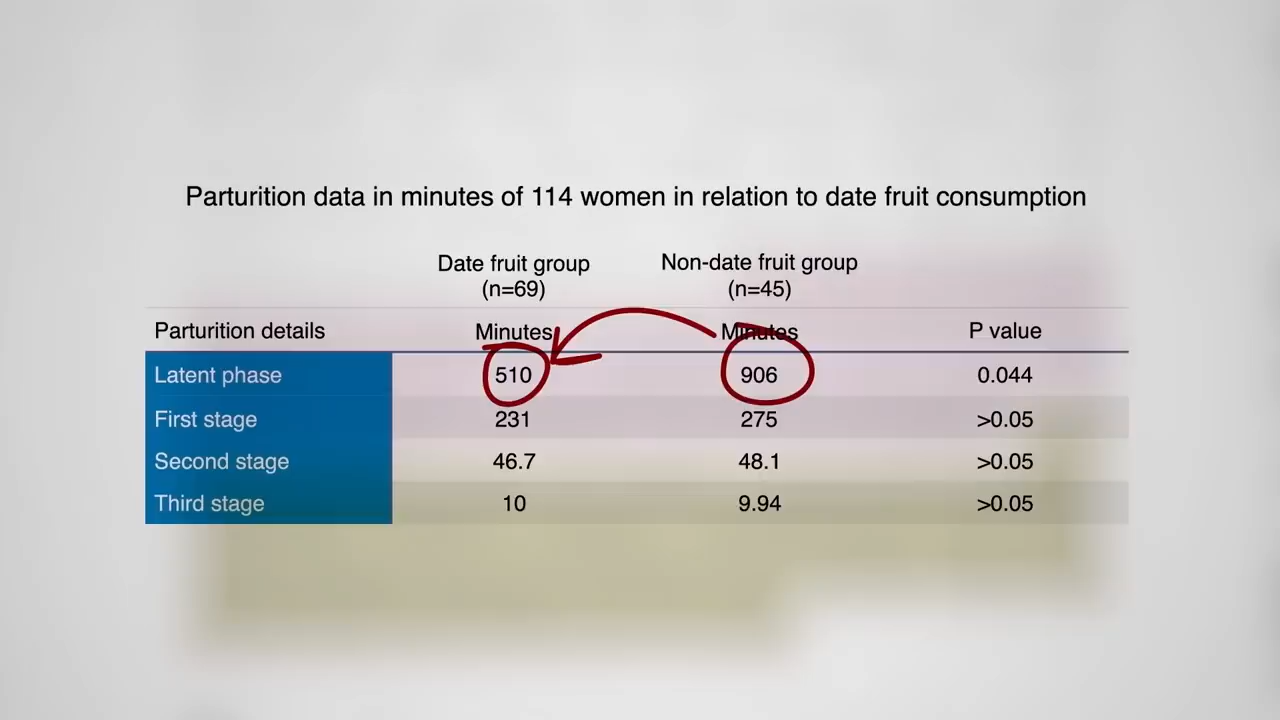 Parturition data in minutes of 114 women in relation to date fruit consumption
Date fruit group Non-date fruit group
(n=69) (n=45)
Parturition details Minutes Minutes P value
Latent phase 510 906 0.044
First stage 231 275 >0.05
Second stage 46.7 48.1 >0.05
Third stage 10 9.94 >0.05